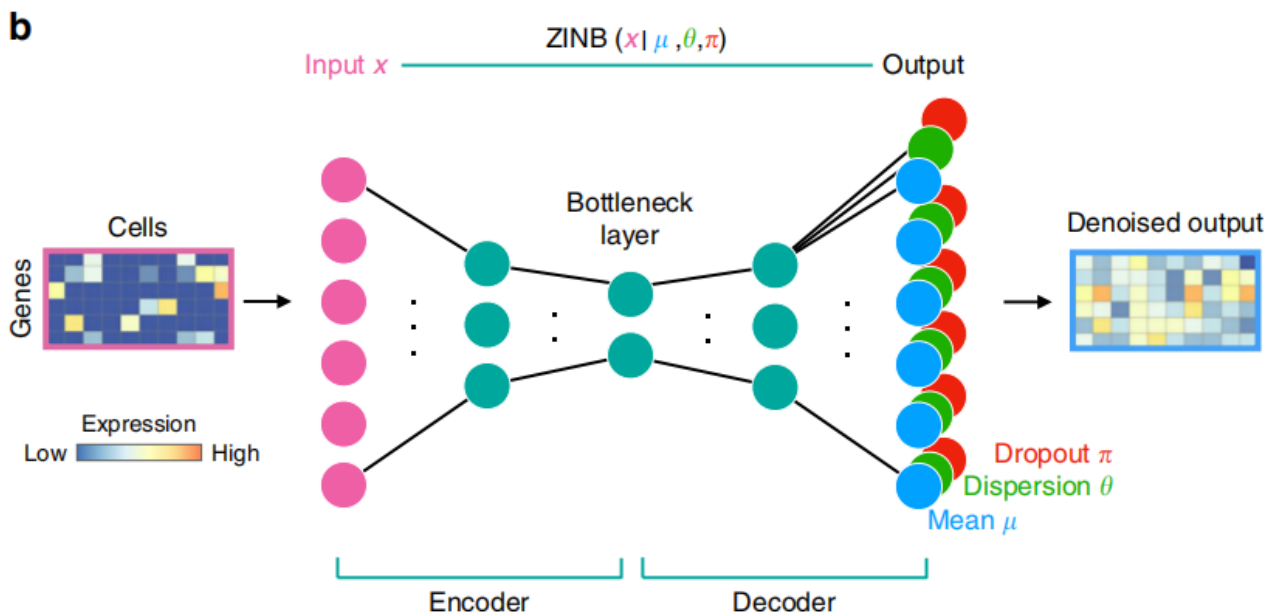 b
ZINB (x| μ ,θ,π)
Input x
Output
Bottleneck
layer
Cells
Genes
Denoised output
Expression
Low
High
Dropout π
Dispersion θ
Mean μ
Encoder
Decoder